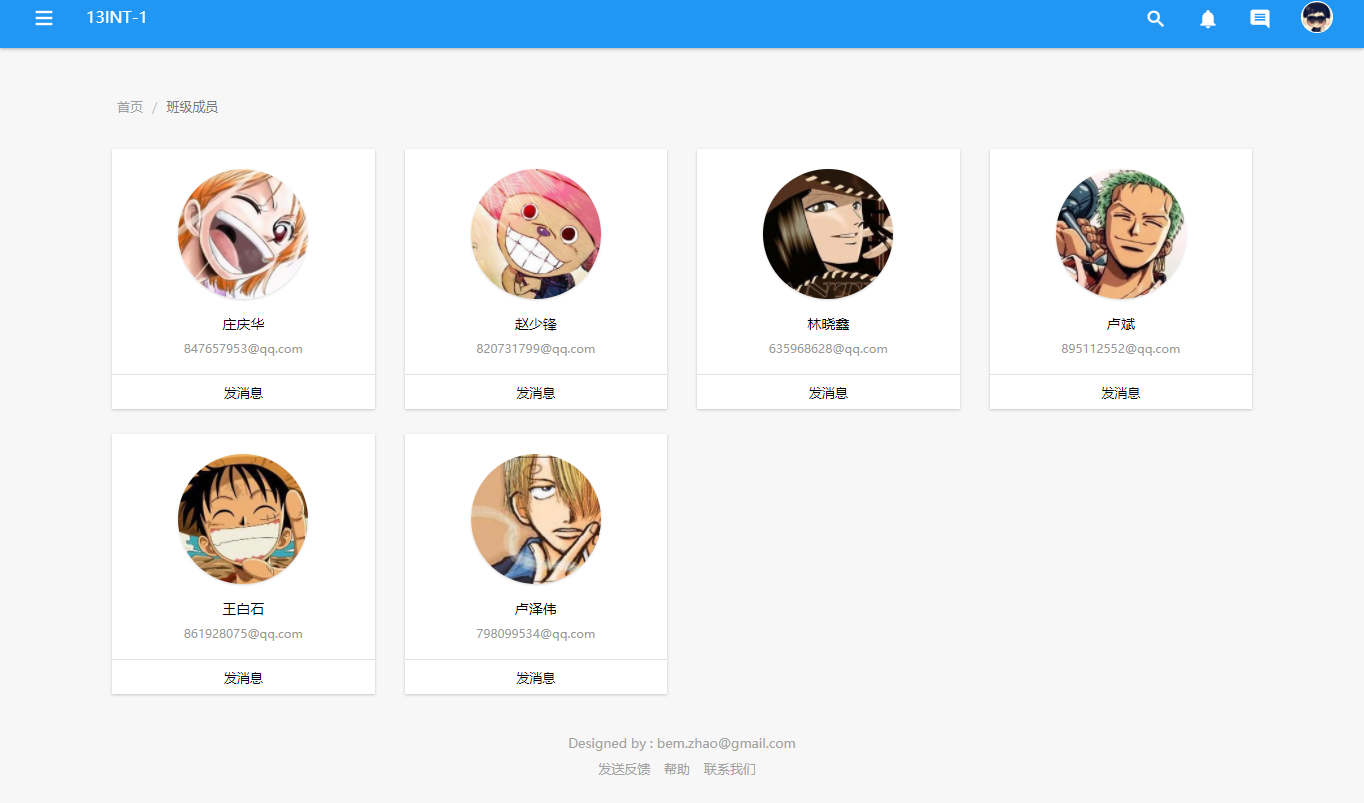 13INT-1
首页 / 班级成员
庄庆华
847657953@qq.com
发消息
赵少锋
820731799@qq.com
发消息
林晓鑫
635968628@qq.com
发消息
卢斌
895112552@qq.com
发消息
王白石
861928075@qq.com
发消息
卢泽伟
798099534@qq.com
发消息
Designed by : bem.zhao@gmail.com
发送反馈 帮助 联系我们